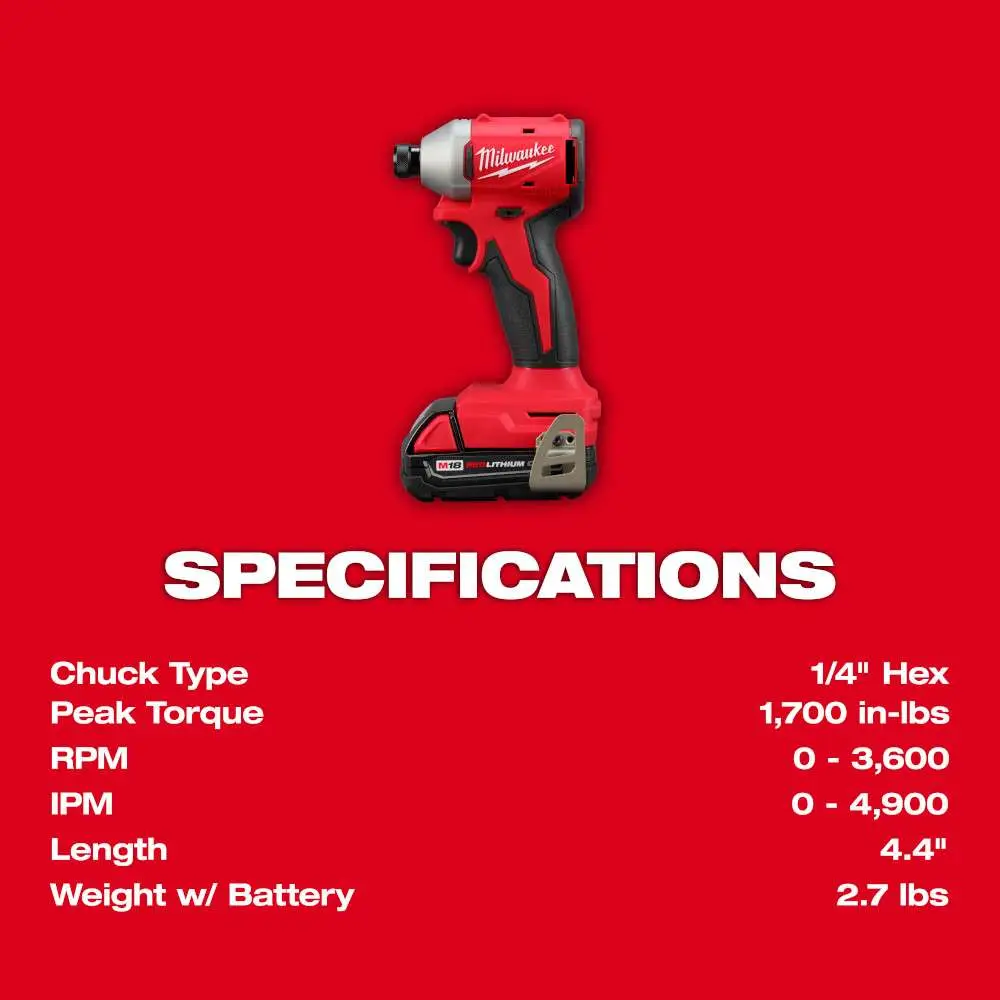 Milwaukee
M18 REDLITHIUM
SPECIFICATIONS
Chuck Type 1/4" Hex
Peak Torque 1,700 in-lbs
RPM 0 - 3,600
IPM 0 - 4,900
Length 4.4"
Weight w/ Battery 2.7 lbs